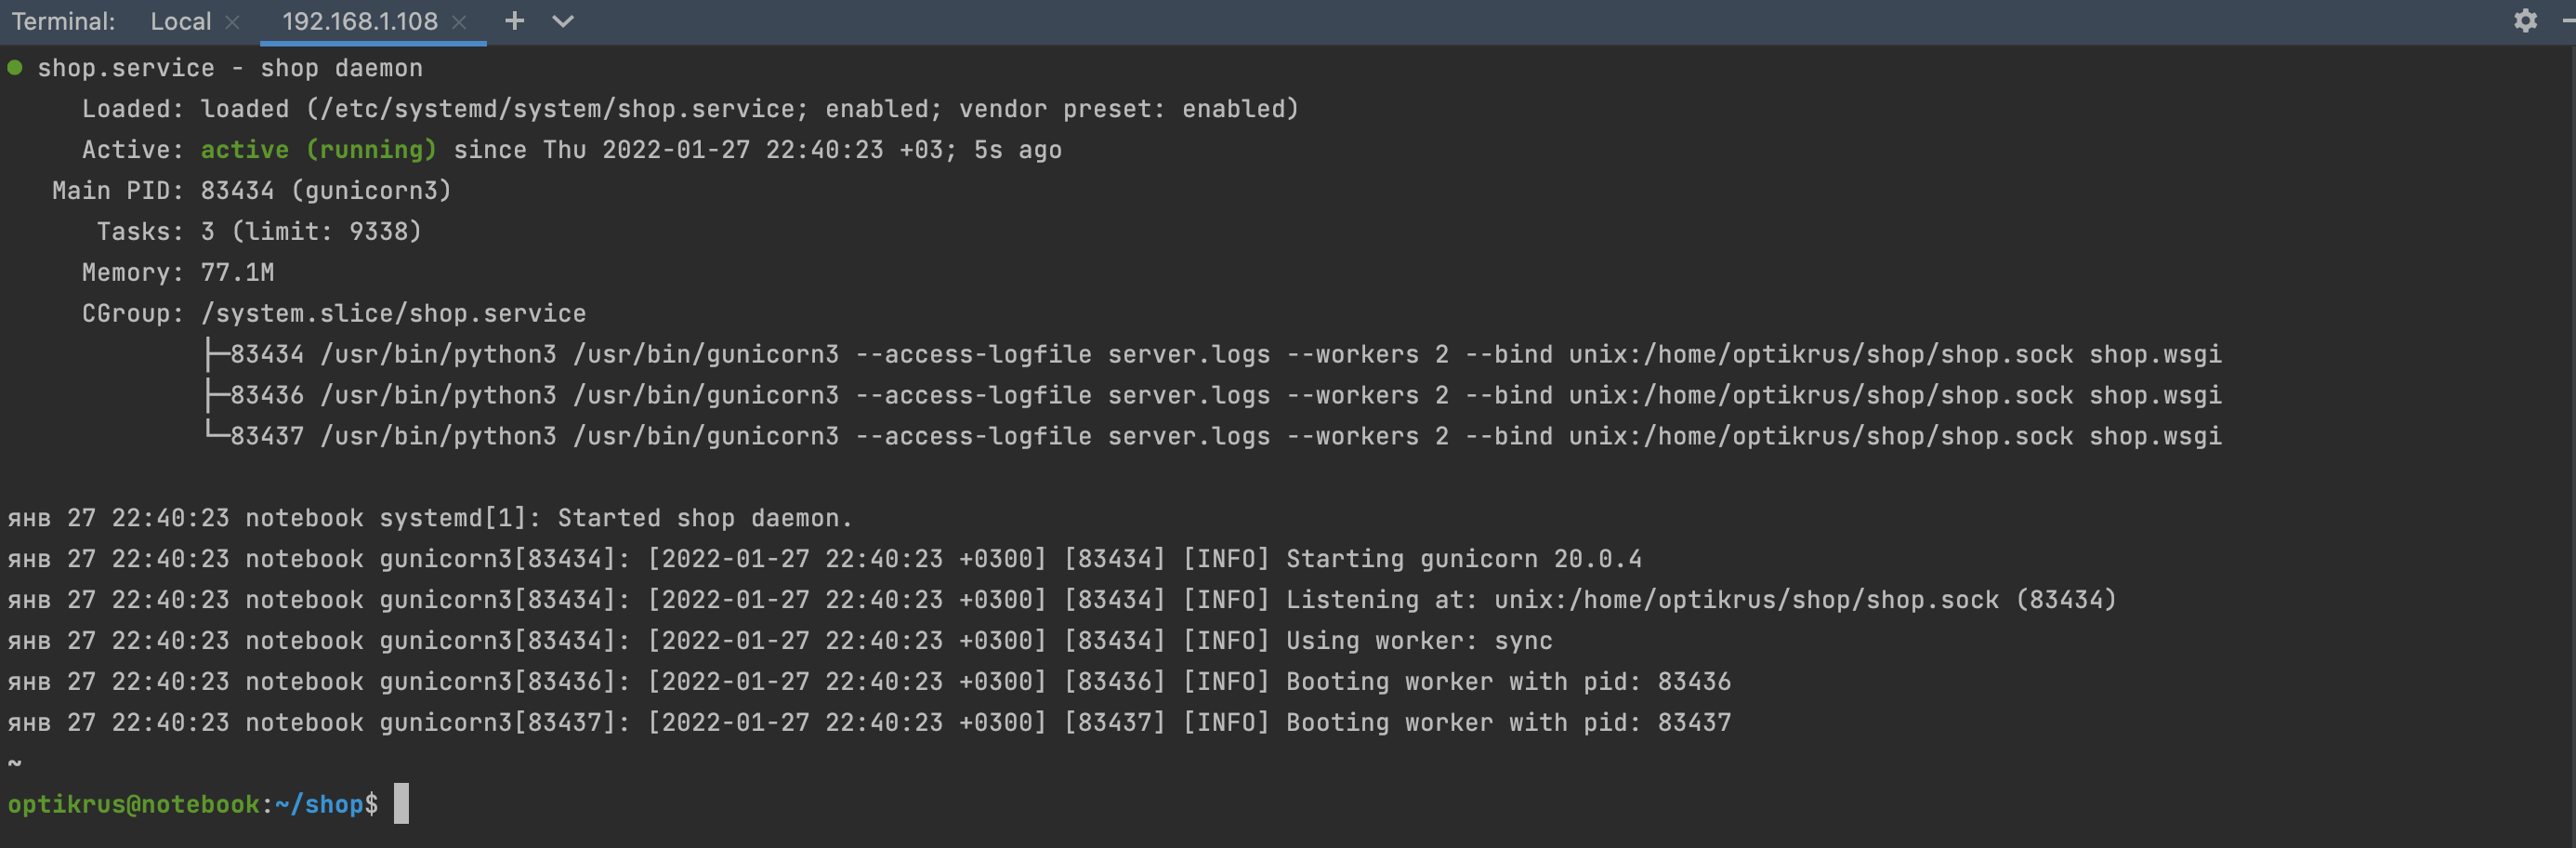 Terminal: Local × 192.168.1.108 × +
● shop.service - shop daemon
Loaded: loaded (/etc/systemd/system/shop.service; enabled; vendor preset: enabled)
Active: active (running) since Thu 2022-01-27 22:40:23 +03; 5s ago
Main PID: 83434 (gunicorn3)
Tasks: 3 (limit: 9338)
Memory: 77.1M
CGroup: /system.slice/shop.service
├─83434 /usr/bin/python3 /usr/bin/gunicorn3 --access-logfile server.logs --workers 2 --bind unix:/home/optikrus/shop/shop.sock shop.wsgi
├─83436 /usr/bin/python3 /usr/bin/gunicorn3 --access-logfile server.logs --workers 2 --bind unix:/home/optikrus/shop/shop.sock shop.wsgi
└─83437 /usr/bin/python3 /usr/bin/gunicorn3 --access-logfile server.logs --workers 2 --bind unix:/home/optikrus/shop/shop.sock shop.wsgi
янв 27 22:40:23 notebook systemd[1]: Started shop daemon.
янв 27 22:40:23 notebook gunicorn3[83434]: [2022-01-27 22:40:23 +0300] [83434] [INFO] Starting gunicorn 20.0.4
янв 27 22:40:23 notebook gunicorn3[83434]: [2022-01-27 22:40:23 +0300] [83434] [INFO] Listening at: unix:/home/optikrus/shop/shop.sock (83434)
янв 27 22:40:23 notebook gunicorn3[83434]: [2022-01-27 22:40:23 +0300] [83434] [INFO] Using worker: sync
янв 27 22:40:23 notebook gunicorn3[83436]: [2022-01-27 22:40:23 +0300] [83436] [INFO] Booting worker with pid: 83436
янв 27 22:40:23 notebook gunicorn3[83437]: [2022-01-27 22:40:23 +0300] [83437] [INFO] Booting worker with pid: 83437
~
optikrus@notebook:~/shop$